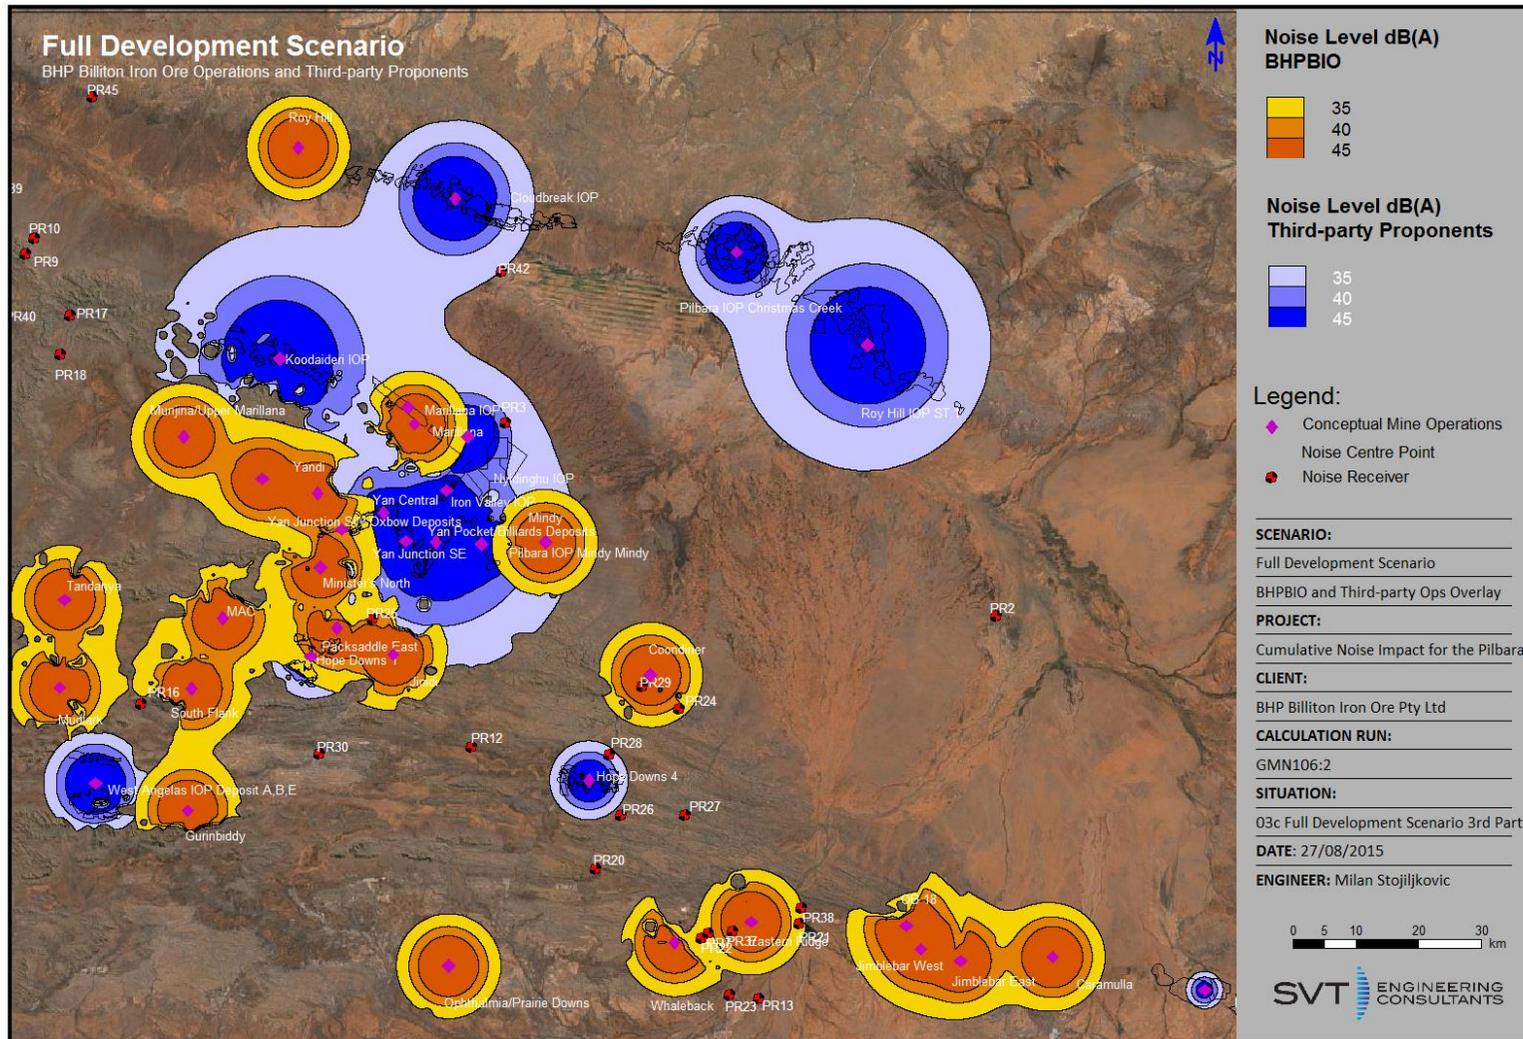 Full Development Scenario
BHP Billiton Iron Ore Operations and Third-party Proponents
PR45
Roy Hill
Cloudbreak IOP
39
PR10
PR9
PR42
PR40
PR17
PR18
Koodaideri IOP
Pilbara IOP Christmas Creek
Roy Hill IOP ST.
Munjina/Upper Marillana
Marillana IOP
PR3
Marillana
Yandi
Nyidinghu IOP
Yan Central
Iron Valley IOP
Yan Junction
Oxbow Deposits
Yan Pocket/Billiards Deposits
Mindy
Yan Junction SE
Pilbara IOP Mindy Mindy
Minister's North
Tandanya
MAC
PR2
Packsaddle East
Hope Downs 1
Jinidi
Coondiner
PR29
PR24
PR16
South Flank
Mudlark
PR30
PR12
PR28
Hope Downs 4
West Angelas IOP Deposit A,B,E
PR26
PR27
Gurinbiddy
PR20
PR38
PR21
Eastern Ridge
Jimblebar West
Jimblebar East
Caramulla
Ophthalmia/Prairie Downs
Whaleback
PR23
PR13
N
Noise Level dB(A)
BHPBIO
35
40
45
Noise Level dB(A)
Third-party Proponents
35
40
45
Legend:
Conceptual Mine Operations
Noise Centre Point
Noise Receiver
SCENARIO:
Full Development Scenario
BHPBIO and Third-party Ops Overlay
PROJECT:
Cumulative Noise Impact for the Pilbara
CLIENT:
BHP Billiton Iron Ore Pty Ltd
CALCULATION RUN:
GMN106:2
SITUATION:
03c Full Development Scenario 3rd Part
DATE: 27/08/2015
ENGINEER: Milan Stojiljkovic
0 5 10 20 30
km
SVT ENGINEERING
CONSULTANTS